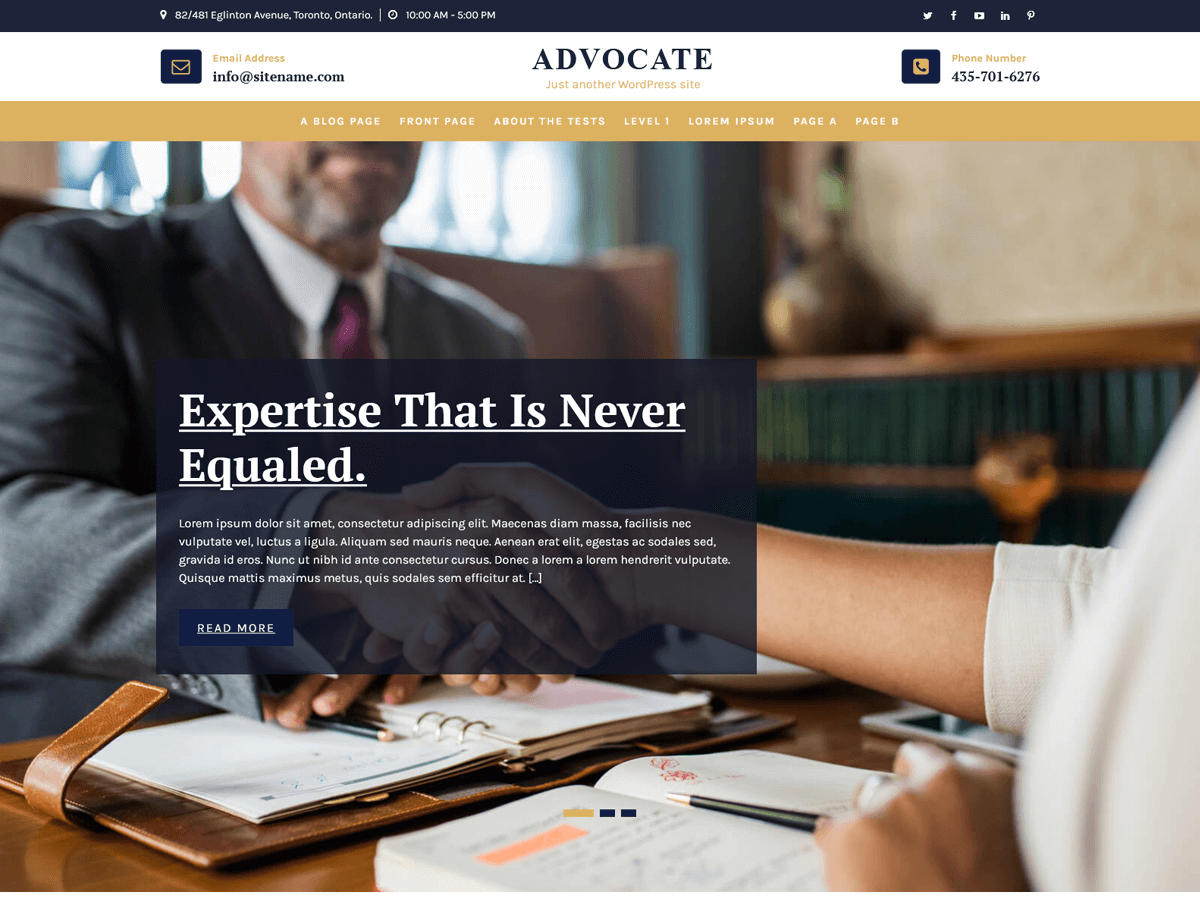 82/481 Eglinton Avenue, Toronto, Ontario. 10:00 AM - 5:00 PM
Email Address
info@sitename.com
ADVOCATE
Just another WordPress site
Phone Number
435-701-6276
A BLOG PAGE FRONT PAGE ABOUT THE TESTS LEVEL 1 LOREM IPSUM PAGE A PAGE B
Expertise That Is Never
Equaled.
Lorem ipsum dolor sit amet, consectetur adipiscing elit. Maecenas diam massa, facilisis nec
vulputate vel, luctus a ligula. Aliquam sed mauris neque. Aenean erat elit, egestas ac sodales sed,
gravida id eros. Nunc ut nibh id ante consectetur cursus. Donec a lorem a lorem hendrerit vulputate.
Quisque mattis maximus metus, quis sodales sem efficitur at. [...]
READ MORE